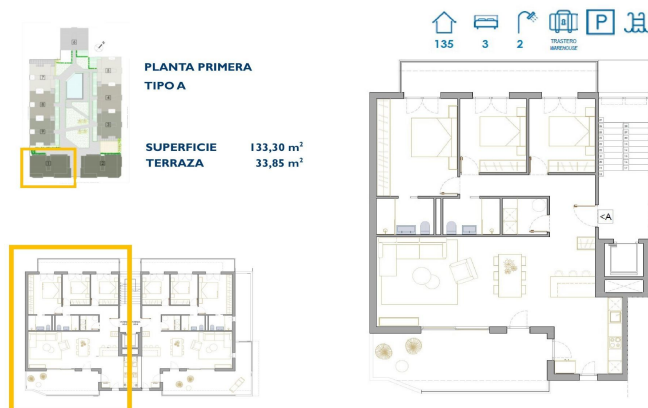 PLANTA PRIMERA
TIPO A
SUPERFICIE 133,30 m²
TERRAZA 33,85 m²
135 3 2 TRASTERO P
WAREHOUSE
<A